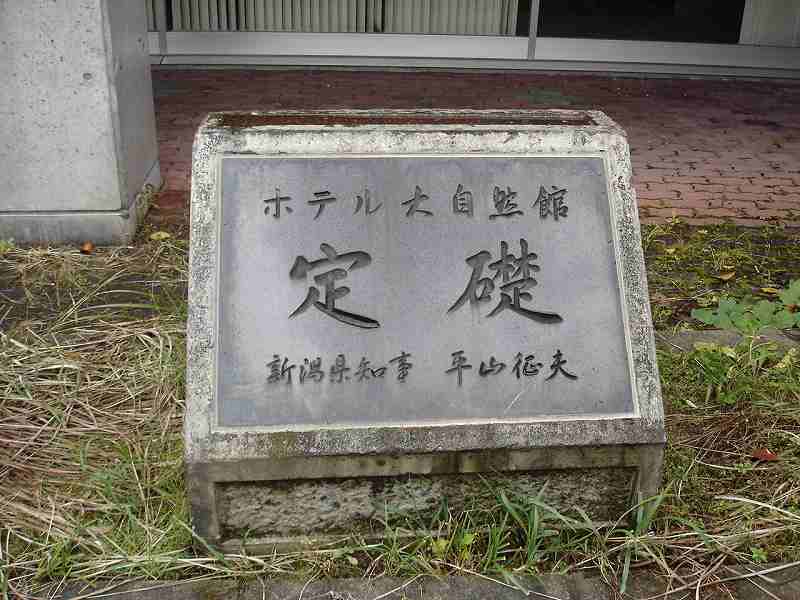 ホテル大自然館
定礎
新潟県知事 平山征夫